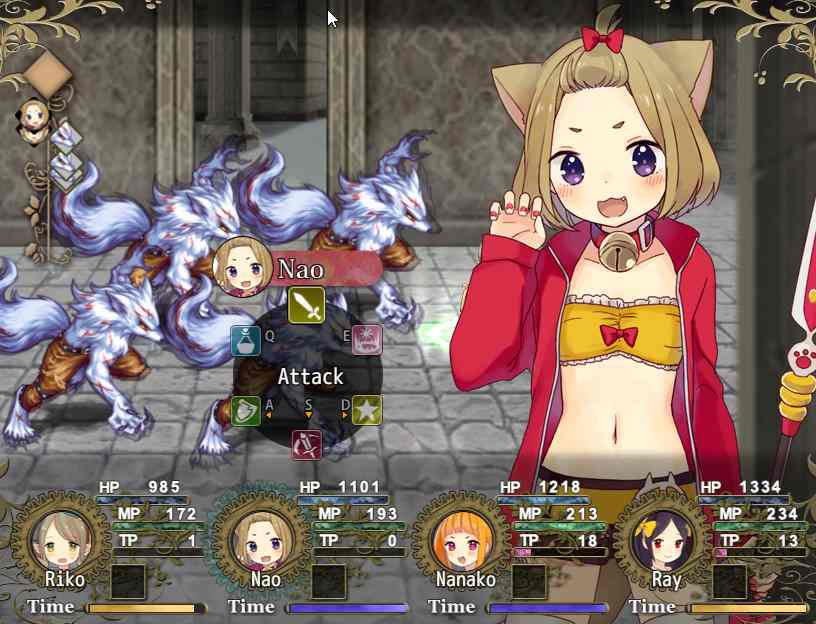 Nao
Q
E
Attack
A S D
HP 985
MP 172
TP 1
Riko
Time
HP 1101
MP 193
TP 0
Nao
Time
HP 1218
MP 213
TP 18
Nanako
Time
HP 1334
MP 234
TP 13
Ray
Time